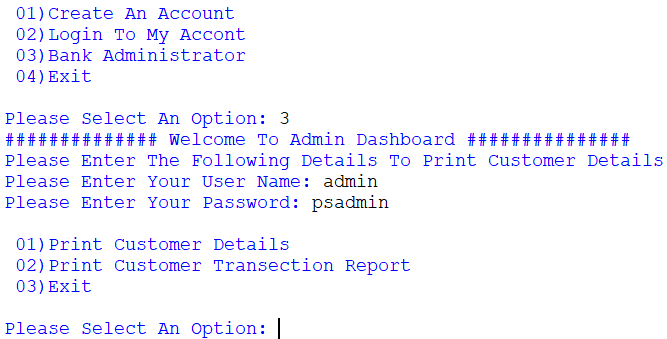 01)Create An Account
02)Login To My Accont
03)Bank Administrator
04)Exit
Please Select An Option: 3
############## Welcome To Admin Dashboard ###############
Please Enter The Following Details To Print Customer Details
Please Enter Your User Name: admin
Please Enter Your Password: psadmin
01)Print Customer Details
02)Print Customer Transection Report
03)Exit
Please Select An Option: